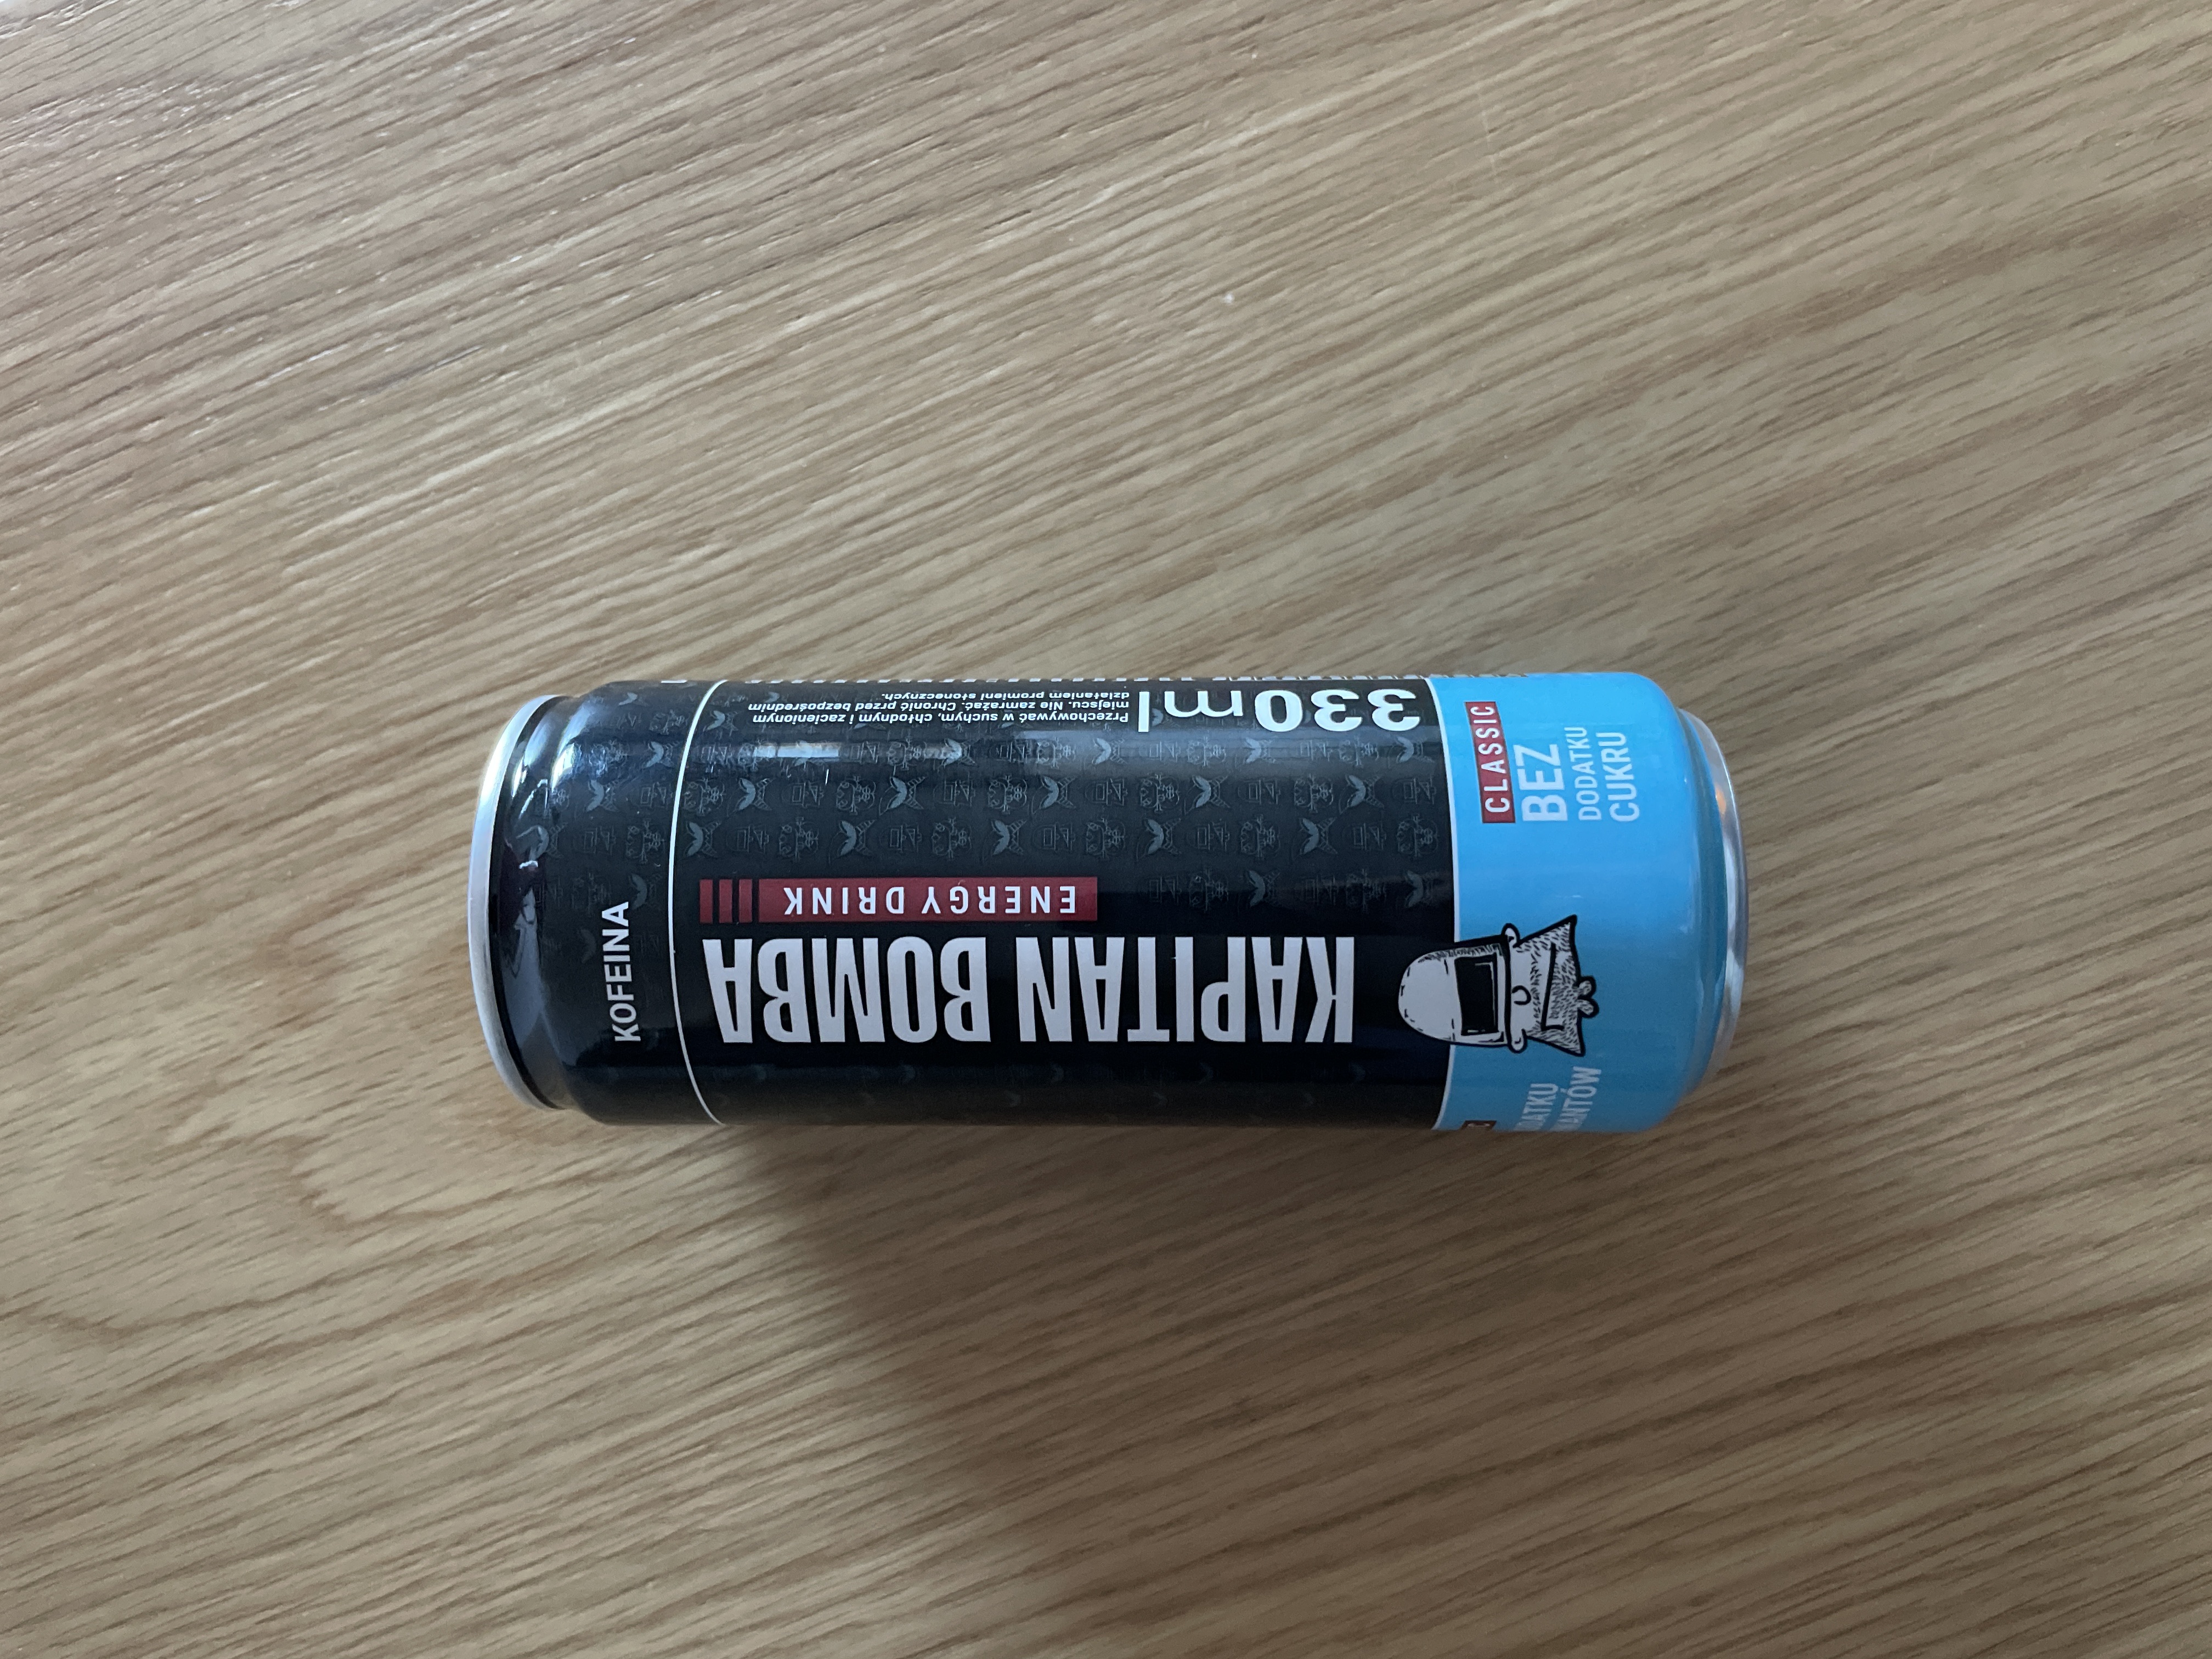 KAPITAN BOMBA
ENERGY DRINK
KOFEINA
330ml
Przechowywać w suchym, chłodnym i zacienionym
miejscu. Nie zamrażać. Chronić przed bezpośrednim
działaniem promieni słonecznych.
CLASSIC
BEZ
DODATKU
CUKRU